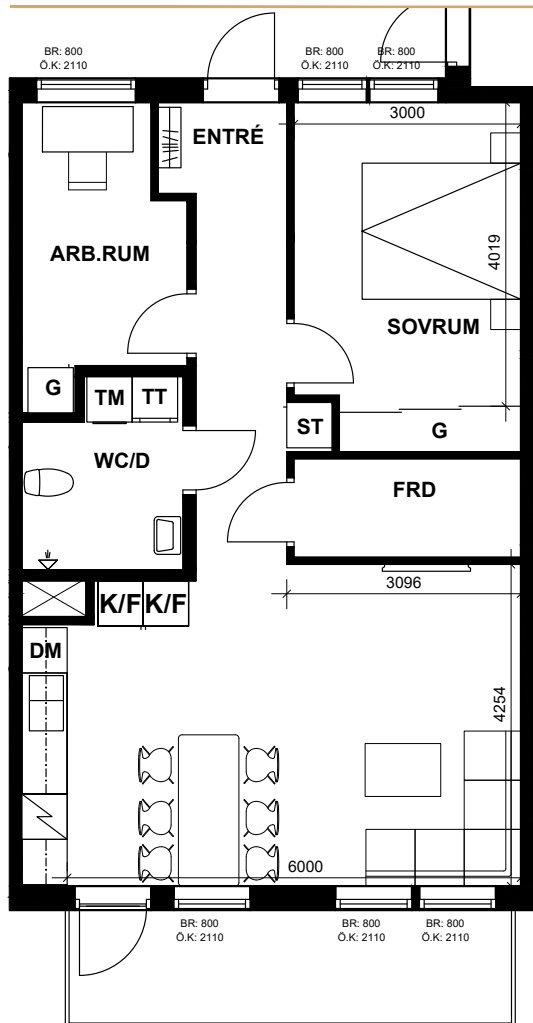 BR: 800
Ö.K: 2110
BR: 800
Ö.K: 2110
BR: 800
Ö.K: 2110
3000
ENTRÉ
4019
ARB.RUM
SOVRUM
G
TM
TT
ST
G
WC/D
FRD
3096
K/F
K/F
DM
4254
6000
BR: 800
Ö.K: 2110
BR: 800
Ö.K: 2110
BR: 800
Ö.K: 2110